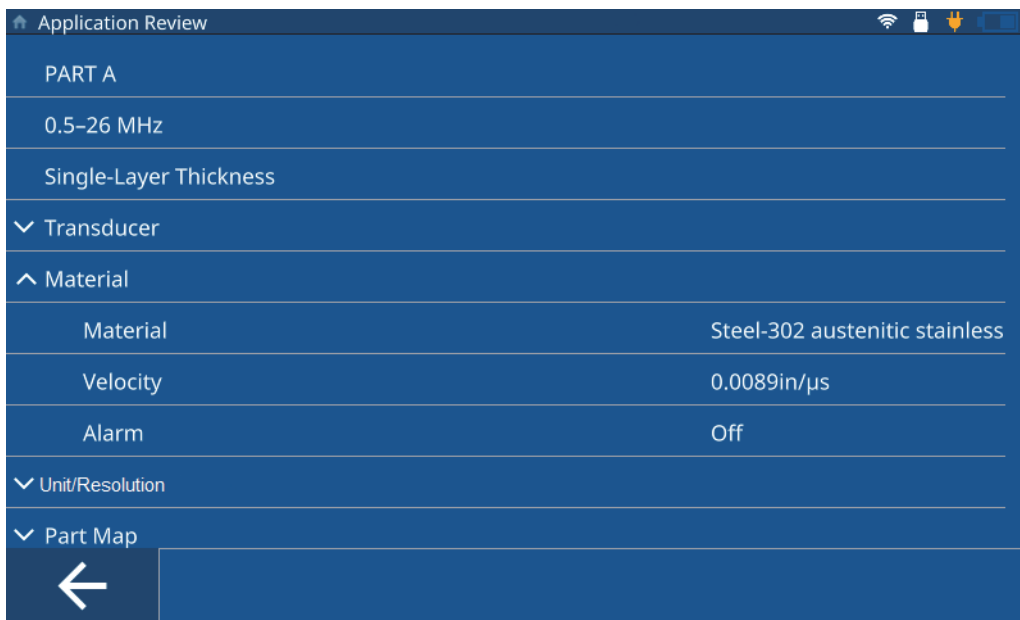 Application Review
PART A
0.5–26 MHz
Single-Layer Thickness
Transducer
Material
Material Steel-302 austenitic stainless
Velocity 0.0089in/µs
Alarm Off
Unit/Resolution
Part Map